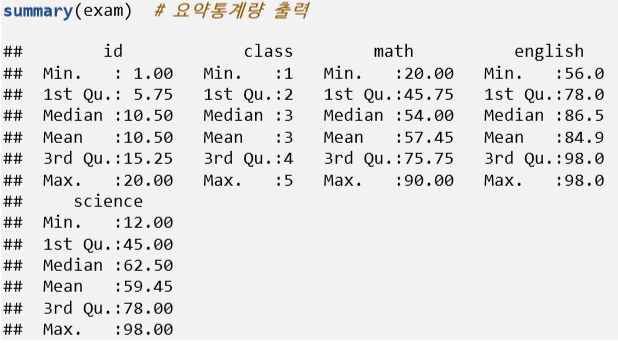 summary(exam)  # 요약통계량 출력
##        id            class        math          english
##  Min.   : 1.00   Min.   :1   Min.   :20.00   Min.   :56.0
##  1st Qu.: 5.75   1st Qu.:2   1st Qu.:45.75   1st Qu.:78.0
##  Median :10.50   Median :3   Median :54.00   Median :86.5
##  Mean   :10.50   Mean   :3   Mean   :57.45   Mean   :84.9
##  3rd Qu.:15.25   3rd Qu.:4   3rd Qu.:75.75   3rd Qu.:98.0
##  Max.   :20.00   Max.   :5   Max.   :90.00   Max.   :98.0
##     science
##  Min.   :12.00
##  1st Qu.:45.00
##  Median :62.50
##  Mean   :59.45
##  3rd Qu.:78.00
##  Max.   :98.00